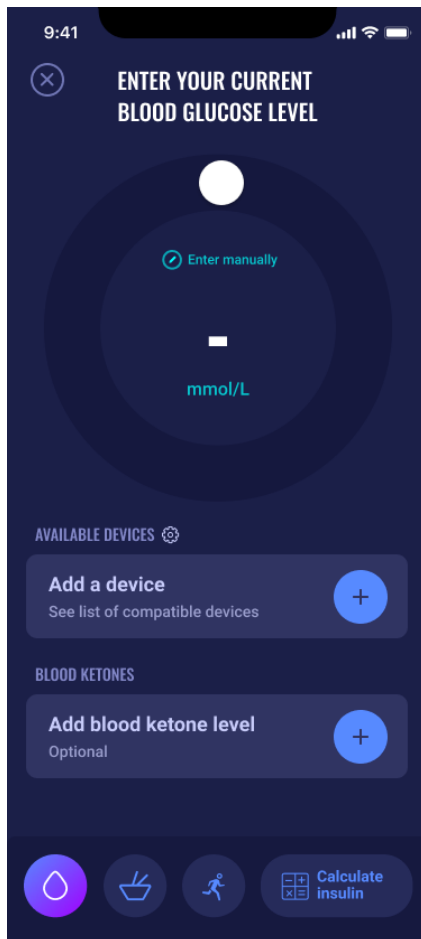 9:41
ENTER YOUR CURRENT
BLOOD GLUCOSE LEVEL
Enter manually
-
mmol/L
AVAILABLE DEVICES
Add a device
See list of compatible devices
BLOOD KETONES
Add blood ketone level
Optional
Calculate
insulin